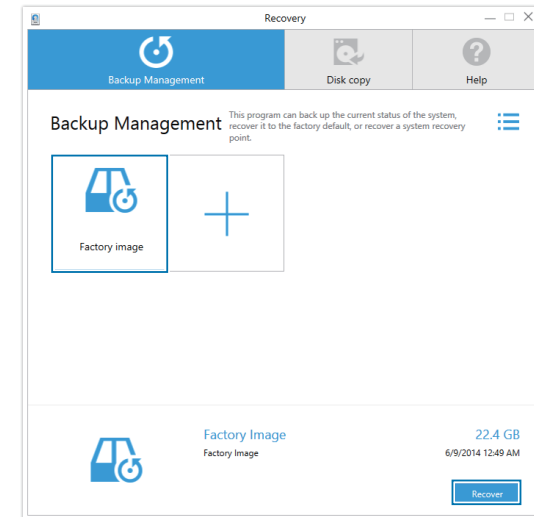 Recovery
Backup Management
Disk copy
Help
Backup Management
This program can back up the current status of the system,
recover it to the factory default, or recover a system recovery
point.
Factory image
Factory Image
22.4 GB
Factory Image
6/9/2014 12:49 AM
Recover